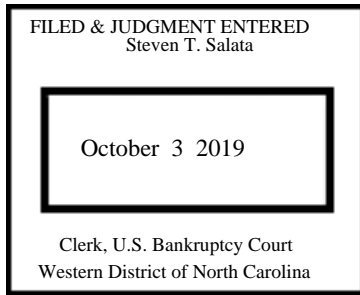 FILED & JUDGMENT ENTERED
Steven T. Salata
October 3 2019
Clerk, U.S. Bankruptcy Court
Western District of North Carolina